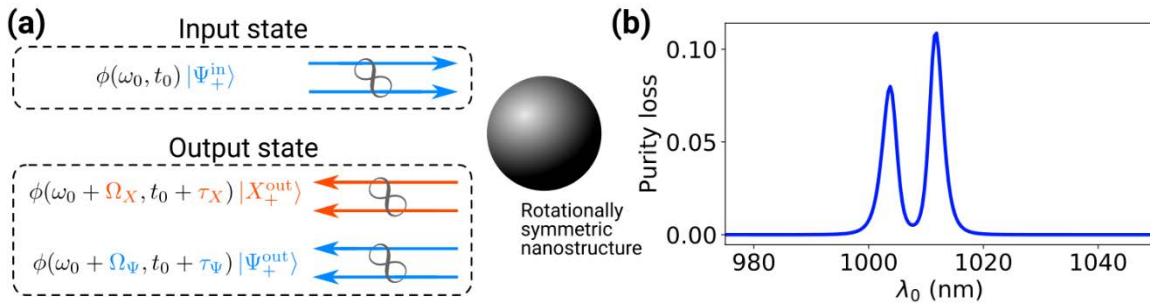 (a)
Input state
ϕ(ω₀, t₀) |Ψ₊ⁱⁿ⟩
Output state
ϕ(ω₀ + Ω_X, t₀ + τ_X) |X₊ᵒᵘᵗ⟩
ϕ(ω₀ + Ω_Ψ, t₀ + τ_Ψ) |Ψ₊ᵒᵘᵗ⟩
Rotationally
symmetric
nanostructure
(b)
Purity loss
0.10
0.05
0.00
980 1000 1020 1040
λ₀ (nm)